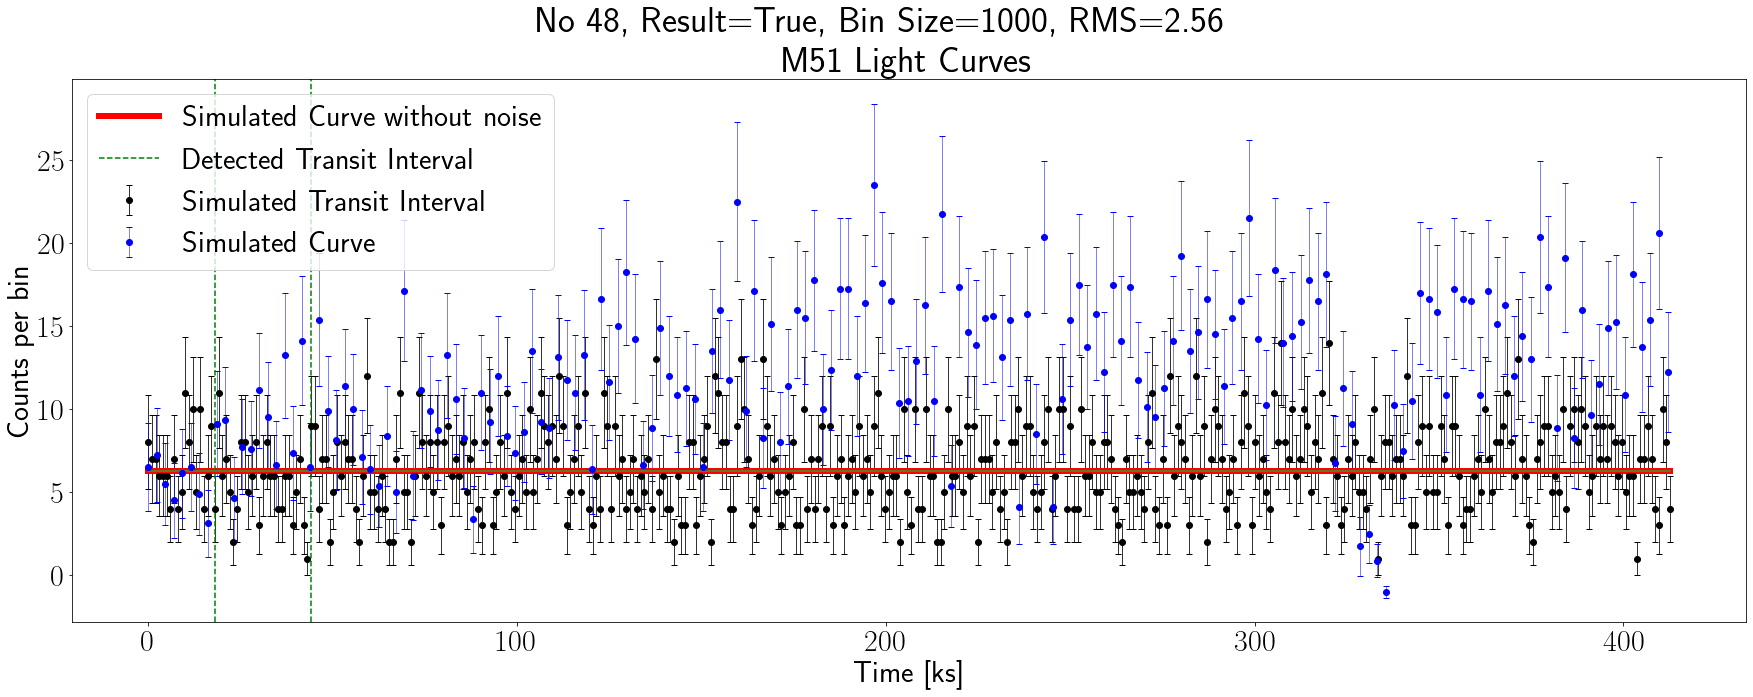 No 48, Result=True, Bin Size=1000, RMS=2.56
M51 Light Curves
Simulated Curve without noise
Detected Transit Interval
Simulated Transit Interval
Simulated Curve
Counts per bin
25
20
15
10
5
0
0 100 200 300 400
Time [ks]